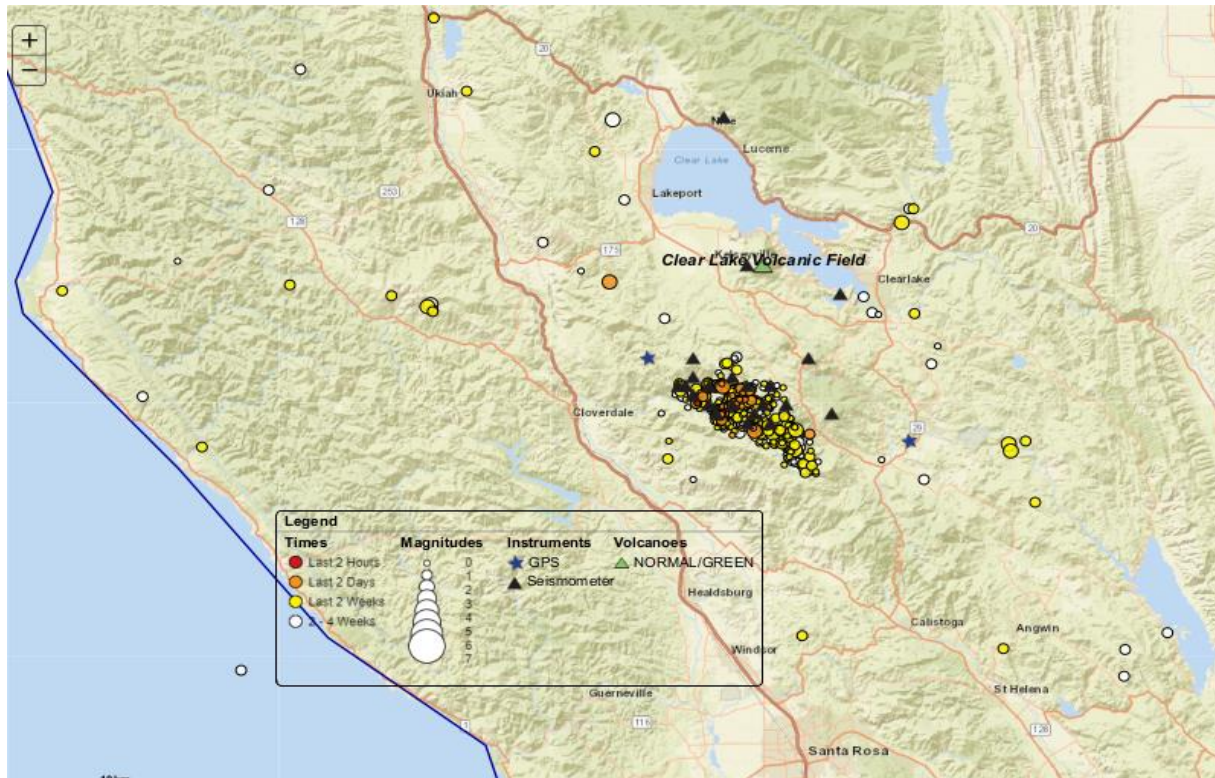 +
−
20
Ukiah
Nice
Lucerne
Clear Lake
Lakeport
253
128
175
Kelseyville
Clear Lake Volcanic Field
20
Clearlake
Cloverdale
29
Legend
Times
Magnitudes
Instruments
Volcanoes
Last 2 Hours
0
GPS
NORMAL/GREEN
Last 2 Days
1
Seismometer
2
Last 2 Weeks
3
2 - 4 Weeks
4
5
6
7
Healdsburg
Calistoga
Angwin
Windsor
St Helena
Guerneville
116
1
128
Santa Rosa